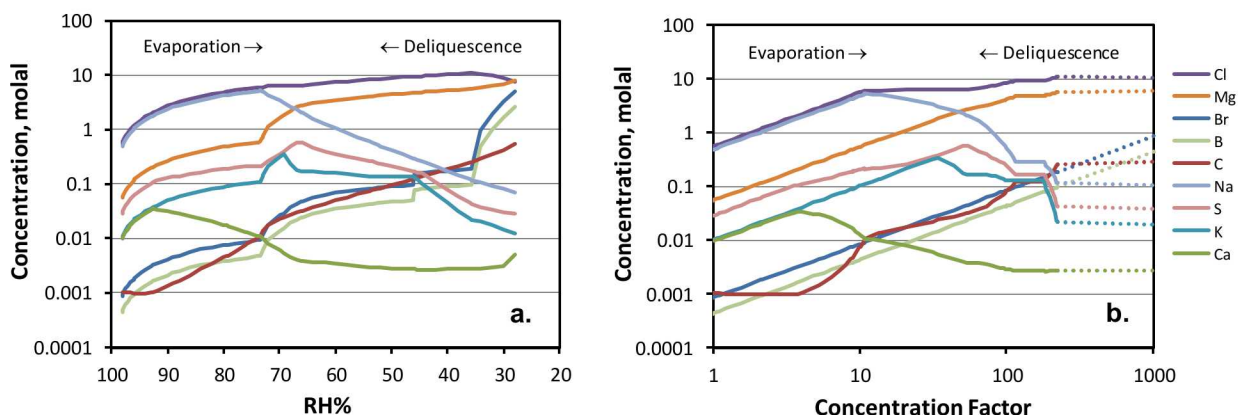 100
10
1
0.1
0.01
0.001
0.0001
Concentration, molal
Evaporation →
← Deliquescence
a.
100 90 80 70 60 50 40 30 20
RH%
100
10
1
0.1
0.01
0.001
0.0001
Concentration, molal
Evaporation →
← Deliquescence
b.
1 10 100 1000
Concentration Factor
Cl
Mg
Br
B
C
Na
S
K
Ca